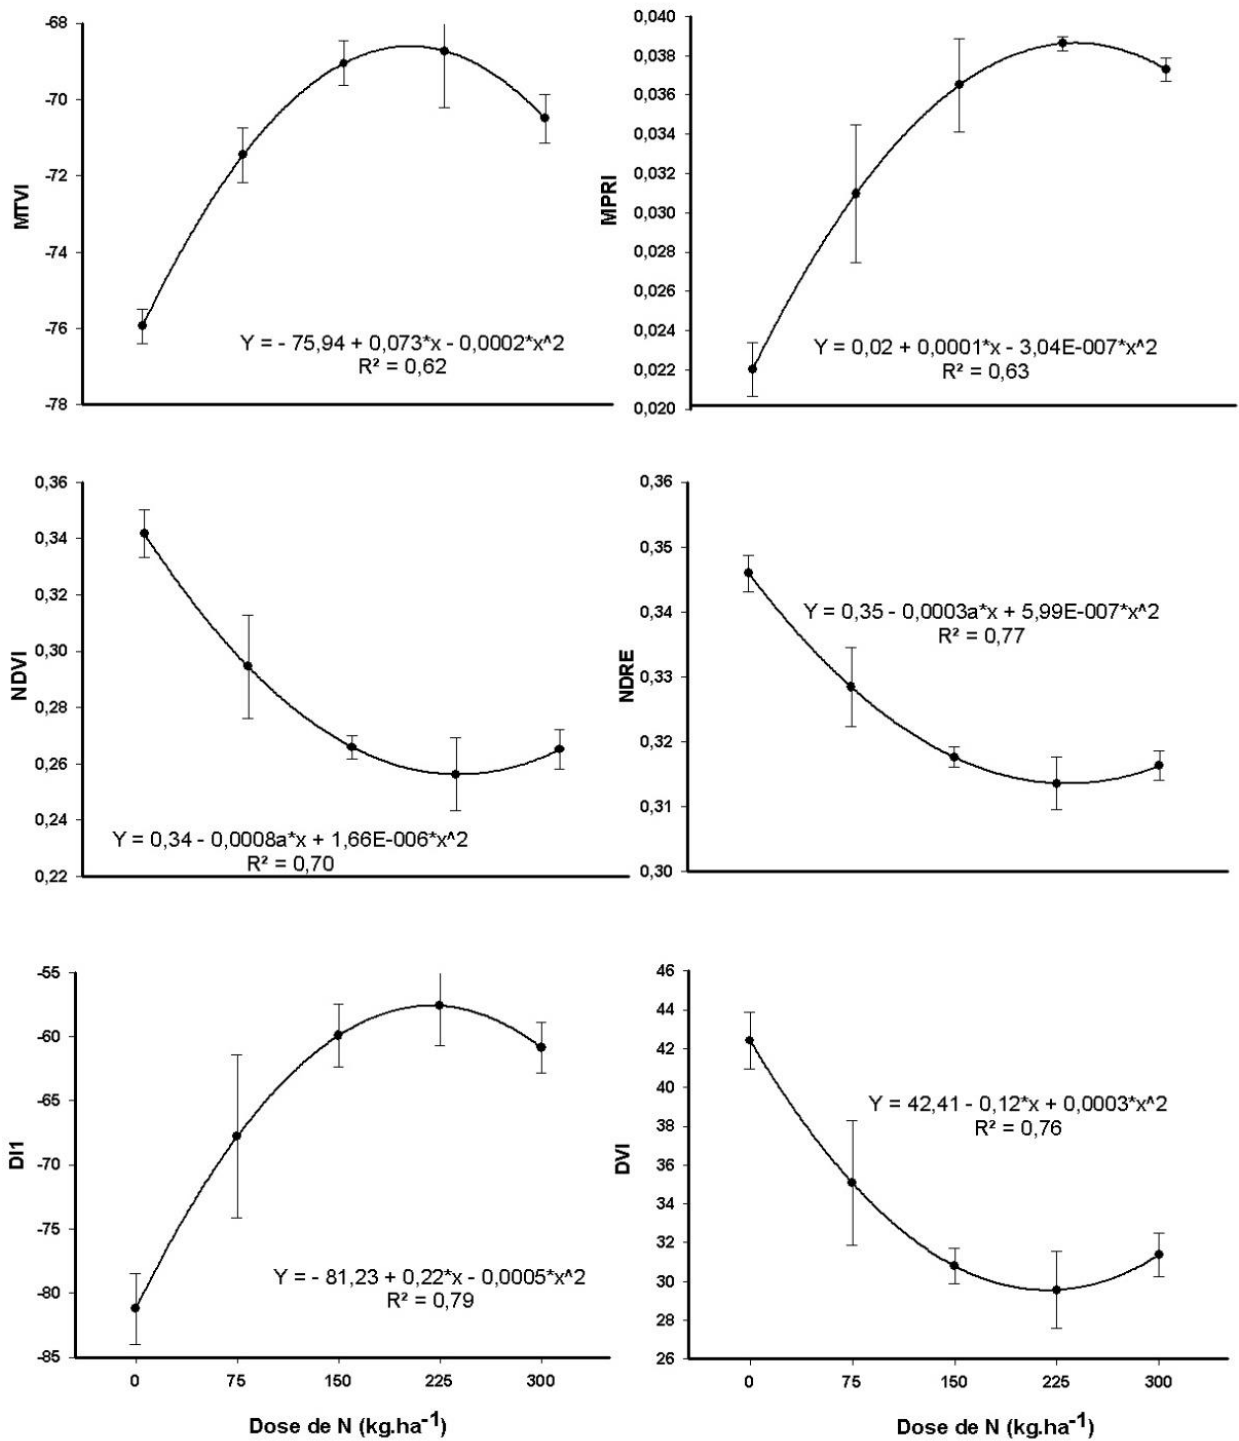 MTVI
-68
-70
-72
-74
-76
-78
Y = - 75,94 + 0,073*x - 0,0002*x^2
R² = 0,62
MPRI
0,040
0,038
0,036
0,034
0,032
0,030
0,028
0,026
0,024
0,022
0,020
Y = 0,02 + 0,0001*x - 3,04E-007*x^2
R² = 0,63
NDVI
0,36
0,34
0,32
0,30
0,28
0,26
0,24
0,22
Y = 0,34 - 0,0008a*x + 1,66E-006*x^2
R² = 0,70
NDRE
0,36
0,35
0,34
0,33
0,32
0,31
0,30
Y = 0,35 - 0,0003a*x + 5,99E-007*x^2
R² = 0,77
DI1
-55
-60
-65
-70
-75
-80
-85
Y = - 81,23 + 0,22*x - 0,0005*x^2
R² = 0,79
0 75 150 225 300
Dose de N (kg.ha-1)
DVI
46
44
42
40
38
36
34
32
30
28
26
Y = 42,41 - 0,12*x + 0,0003*x^2
R² = 0,76
0 75 150 225 300
Dose de N (kg.ha-1)